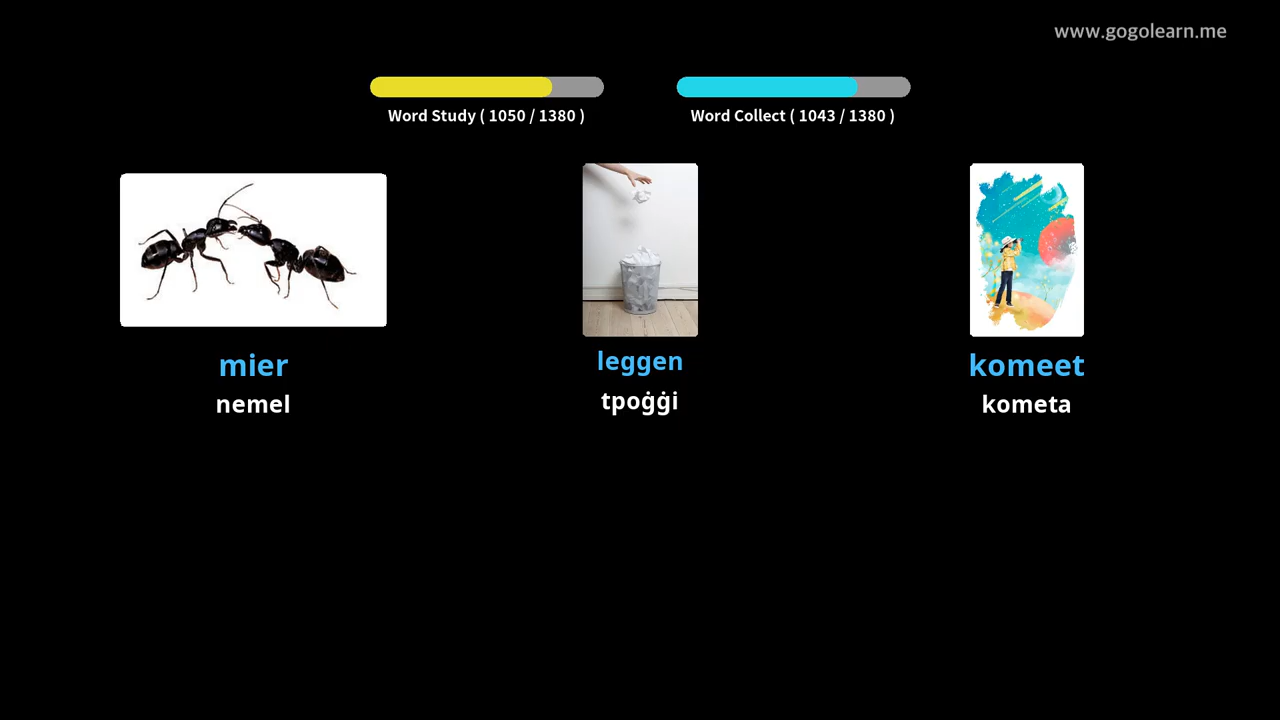 www.gogolearn.me
Word Study ( 1050 / 1380 )
Word Collect ( 1043 / 1380 )
mier
nemel
leggen
tpoġġi
komeet
kometa